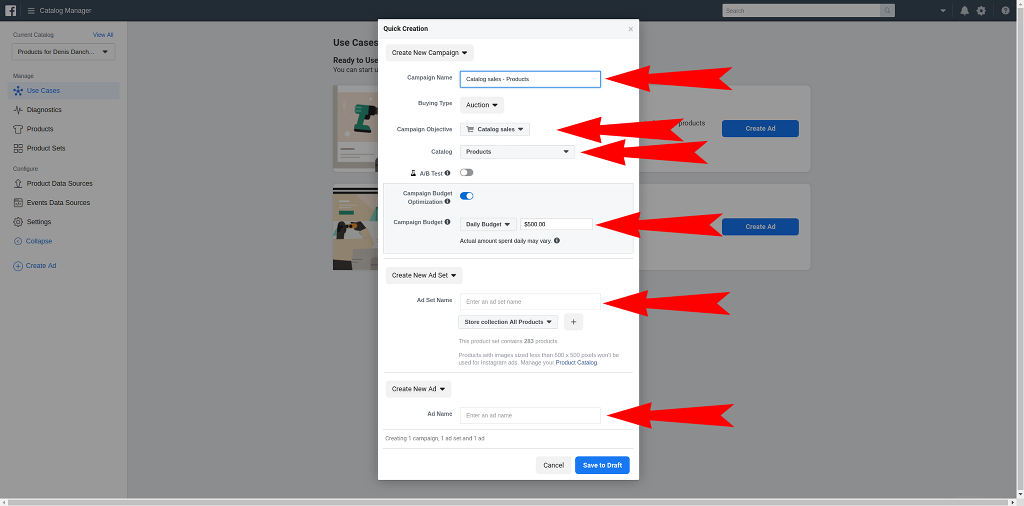 Catalog Manager
Search
Current Catalog
View All
Products for Denis Danch...
Manage
Use Cases
Diagnostics
Products
Product Sets
Configure
Product Data Sources
Events Data Sources
Settings
Collapse
Create Ad
Use Cases
Ready to Use
You can start u
products
Create Ad
Create Ad
Quick Creation
Create New Campaign
Campaign Name
Catalog sales - Products
Buying Type
Auction
Campaign Objective
Catalog sales
Catalog
Products
A/B Test
Campaign Budget
Optimization
Campaign Budget
Daily Budget
$500.00
Actual amount spent daily may vary.
Create New Ad Set
Ad Set Name
Enter an ad set name
Store collection All Products
This product set contains 283 products
Products with images sized less than 500 x 500 pixels won't be
used for Instagram ads. Manage your Product Catalog.
Create New Ad
Ad Name
Enter an ad name
Creating 1 campaign, 1 ad set and 1 ad
Cancel
Save to Draft